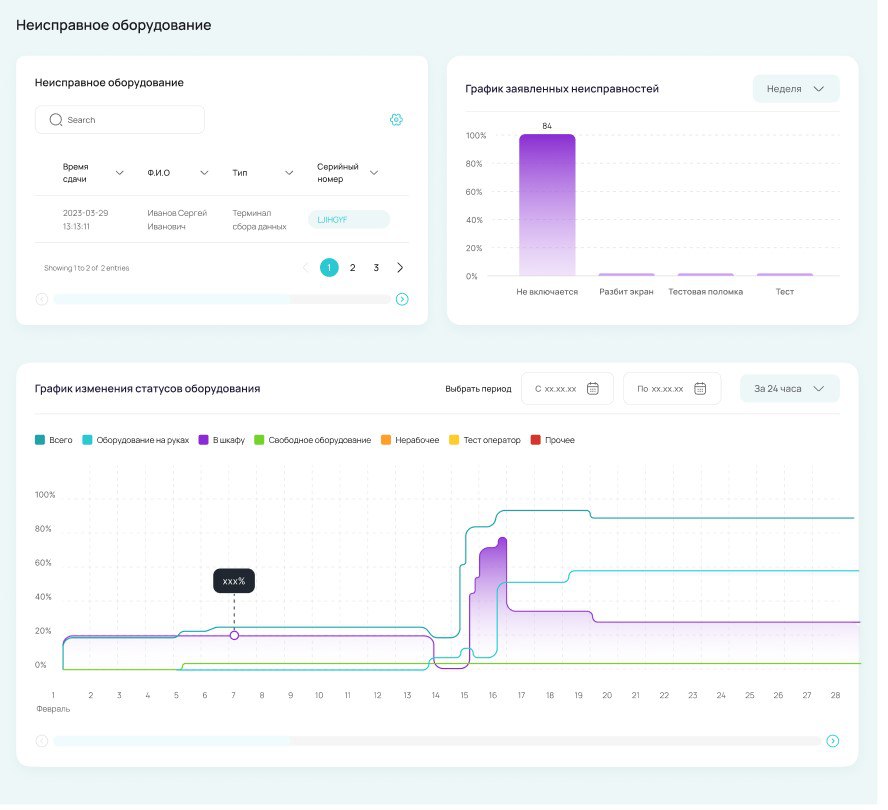 Неисправное оборудование
Неисправное оборудование
Search
Время сдачи
Ф.И.О
Тип
Серийный номер
2023-03-29 13:13:11
Иванов Сергей Иванович
Терминал сбора данных
LJIHGYF
Showing 1 to 2 of 2 entries
1 2 3
График заявленных неисправностей
Неделя
84
100%
80%
60%
40%
20%
0%
Не включается
Разбит экран
Тестовая поломка
Тест
График изменения статусов оборудования
Выбрать период
С xx.xx.xx
По xx.xx.xx
За 24 часа
Всего
Оборудование на руках
В шкафу
Свободное оборудование
Нерабочее
Тест оператор
Прочее
100%
80%
60%
40%
20%
0%
xxx%
1 2 3 4 5 6 7 8 9 10 11 12 13 14 15 16 17 18 19 20 21 22 23 24 25 26 27 28
Февраль